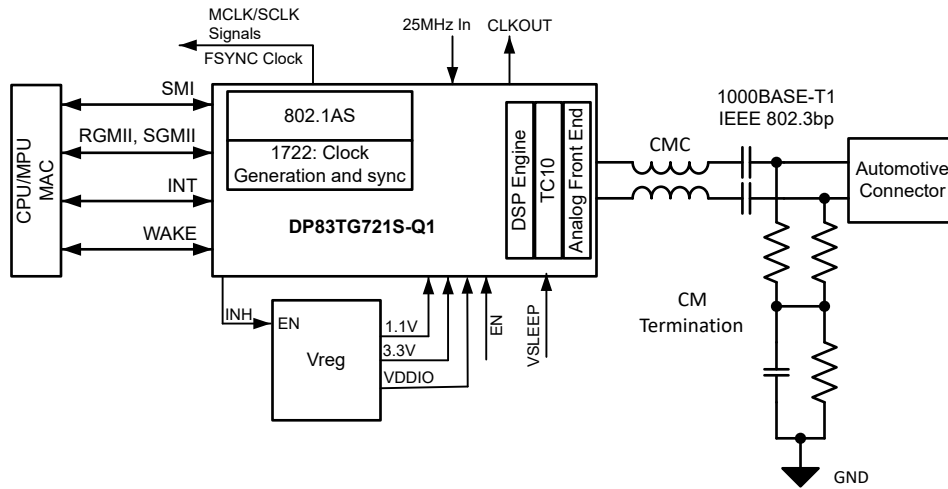 MCLK/SCLK
Signals
FSYNC Clock
25MHz In
CLKOUT
CPU/MPU
MAC
SMI
RGMII, SGMII
INT
WAKE
802.1AS
1722: Clock
Generation and sync
DP83TG721S-Q1
DSP Engine
TC10
Analog Front End
CMC
1000BASE-T1
IEEE 802.3bp
Automotive
Connector
INH
EN
Vreg
1.1V
3.3V
VDDIO
EN
VSLEEP
CM
Termination
GND